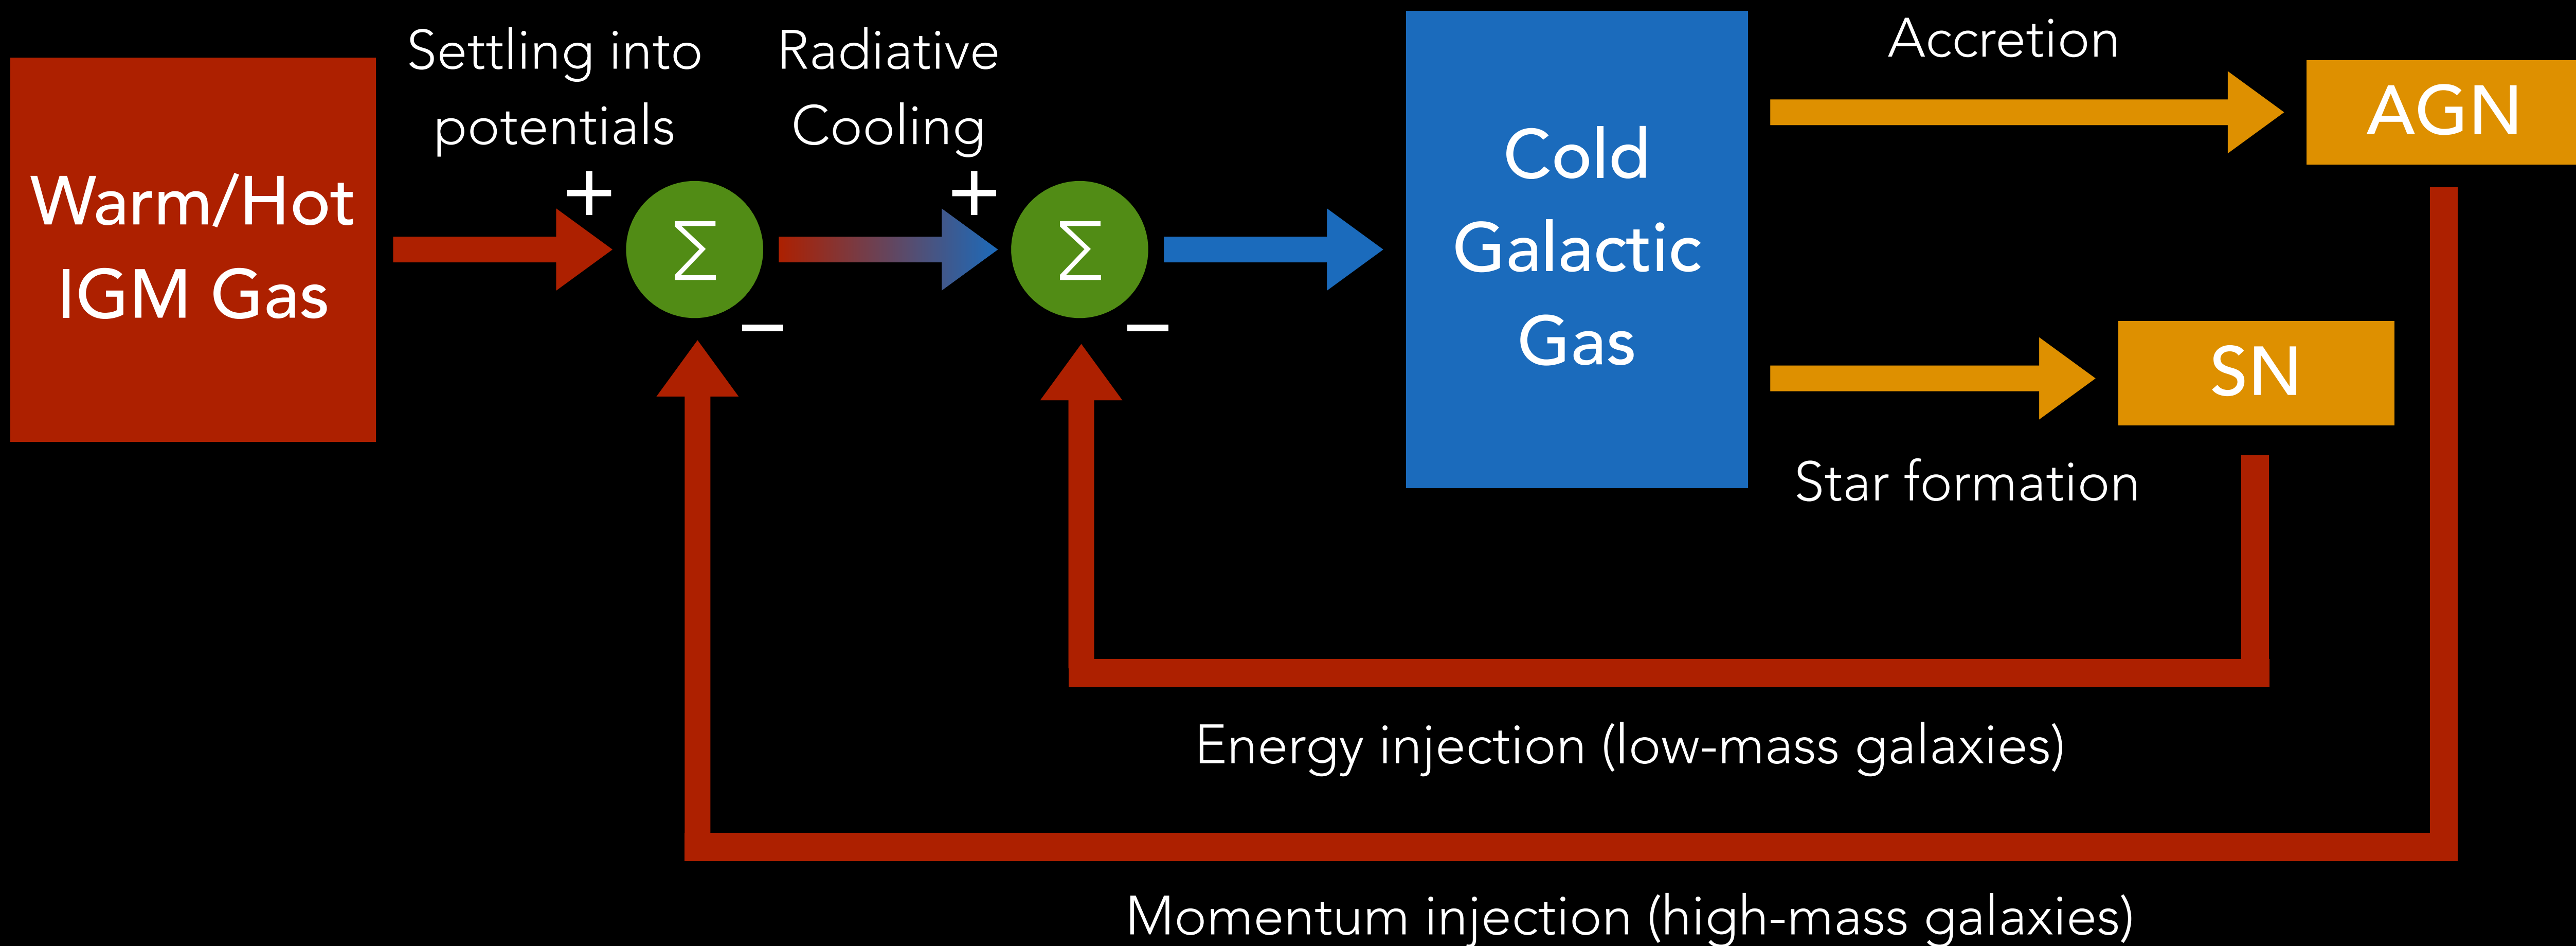 Warm/Hot
IGM Gas
Settling into
potentials
+
Σ
−
Radiative
Cooling
+
Σ
−
Cold
Galactic
Gas
Accretion
AGN
SN
Star formation
Energy injection (low-mass galaxies)
Momentum injection (high-mass galaxies)